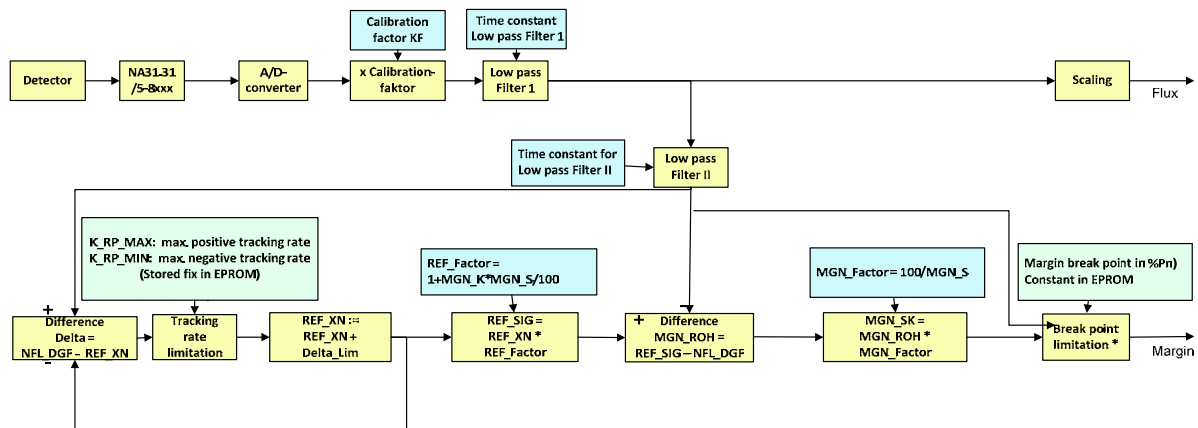 Calibration
factor KF
Time constant
Low pass Filter 1
Detector
NA31-31
/5-8xxx
A/D-
converter
x Calibration-
faktor
Low pass
Filter 1
Scaling
Flux
Time constant for
Low pass Filter II
Low pass
Filter II
K_RP_MAX: max. positive tracking rate
K_RP_MIN: max. negative tracking rate
(Stored fix in EPROM)
REF_Factor =
1+MGN_K*MGN_S/100
MGN_Factor = 100/MGN_S
Margin break point in %Pn)
Constant in EPROM
+
Difference
Delta =
NFL_DGF - REF_XN
-
Tracking
rate
limitation
REF_XN :=
REF_XN +
Delta_Lim
REF_SIG =
REF_XN *
REF_Factor
-
+ Difference
MGN_ROH =
REF_SIG - NFL_DGF
MGN_SK =
MGN_ROH *
MGN_Factor
Break point
limitation *
Margin